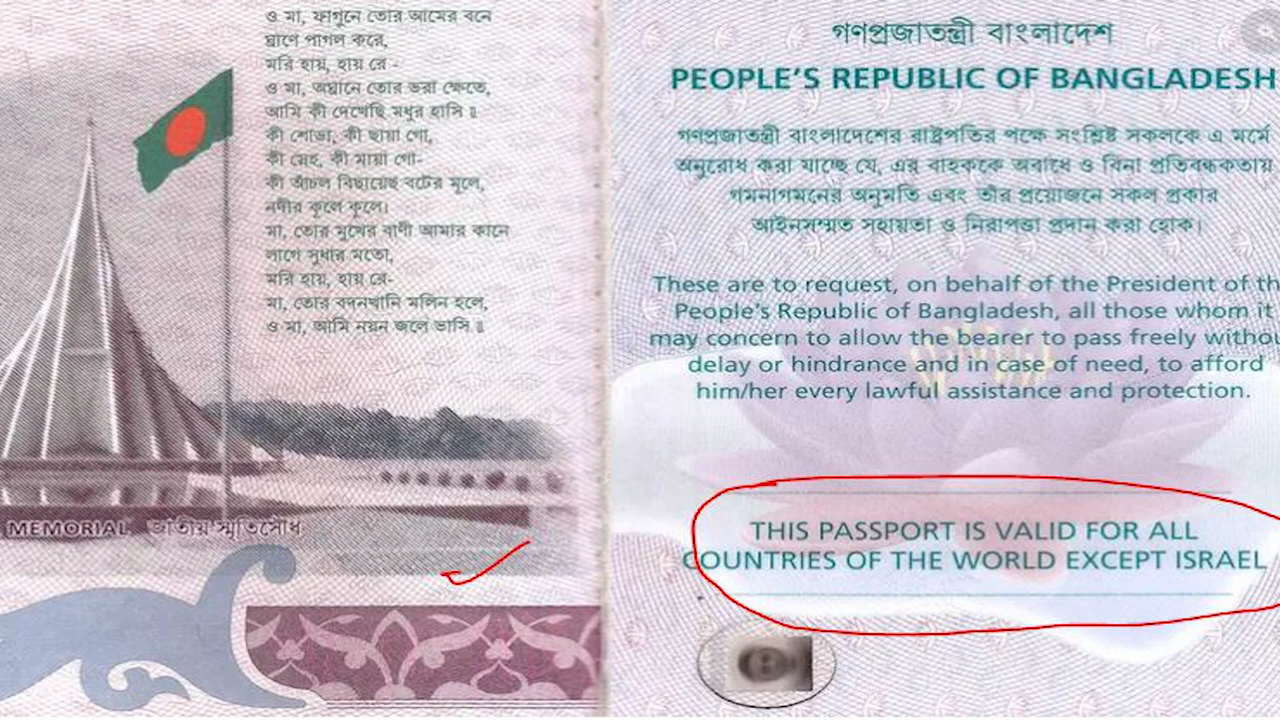 ও মা, ফাগুনে তোর আমের বনে
ঘ্রাণে পাগল করে,
মরি হায়, হায় রে -
ও মা, অঘ্রানে তোর ভরা ক্ষেতে,
আমি কী দেখেছি মধুর হাসি ॥
কী শোভা, কী ছায়া গো,
কী স্নেহ, কী মায়া গো-
কী আঁচল বিছায়েছ বটের মূলে,
নদীর কূলে কূলে।
মা, তোর মুখের বাণী আমার কানে
লাগে সুধার মতো,
মরি হায়, হায় রে-
মা, তোর বদনখানি মলিন হলে,
ও মা, আমি নয়ন জলে ভাসি ॥
MEMORIAL জাতীয় স্মৃতিসৌধ
গণপ্রজাতন্ত্রী বাংলাদেশ
PEOPLE'S REPUBLIC OF BANGLADESH
গণপ্রজাতন্ত্রী বাংলাদেশের রাষ্ট্রপতির পক্ষে সংশ্লিষ্ট সকলকে এ মর্মে
অনুরোধ করা যাচ্ছে যে, এর বাহককে অবাধে ও বিনা প্রতিবন্ধকতায়
গমনাগমনের অনুমতি এবং তাঁর প্রয়োজনে সকল প্রকার
আইনসম্মত সহায়তা ও নিরাপত্তা প্রদান করা হোক।
These are to request, on behalf of the President of th
People's Republic of Bangladesh, all those whom it
may concern to allow the bearer to pass freely withou
delay or hindrance and in case of need, to afford
him/her every lawful assistance and protection.
THIS PASSPORT IS VALID FOR ALL
COUNTRIES OF THE WORLD EXCEPT ISRAEL